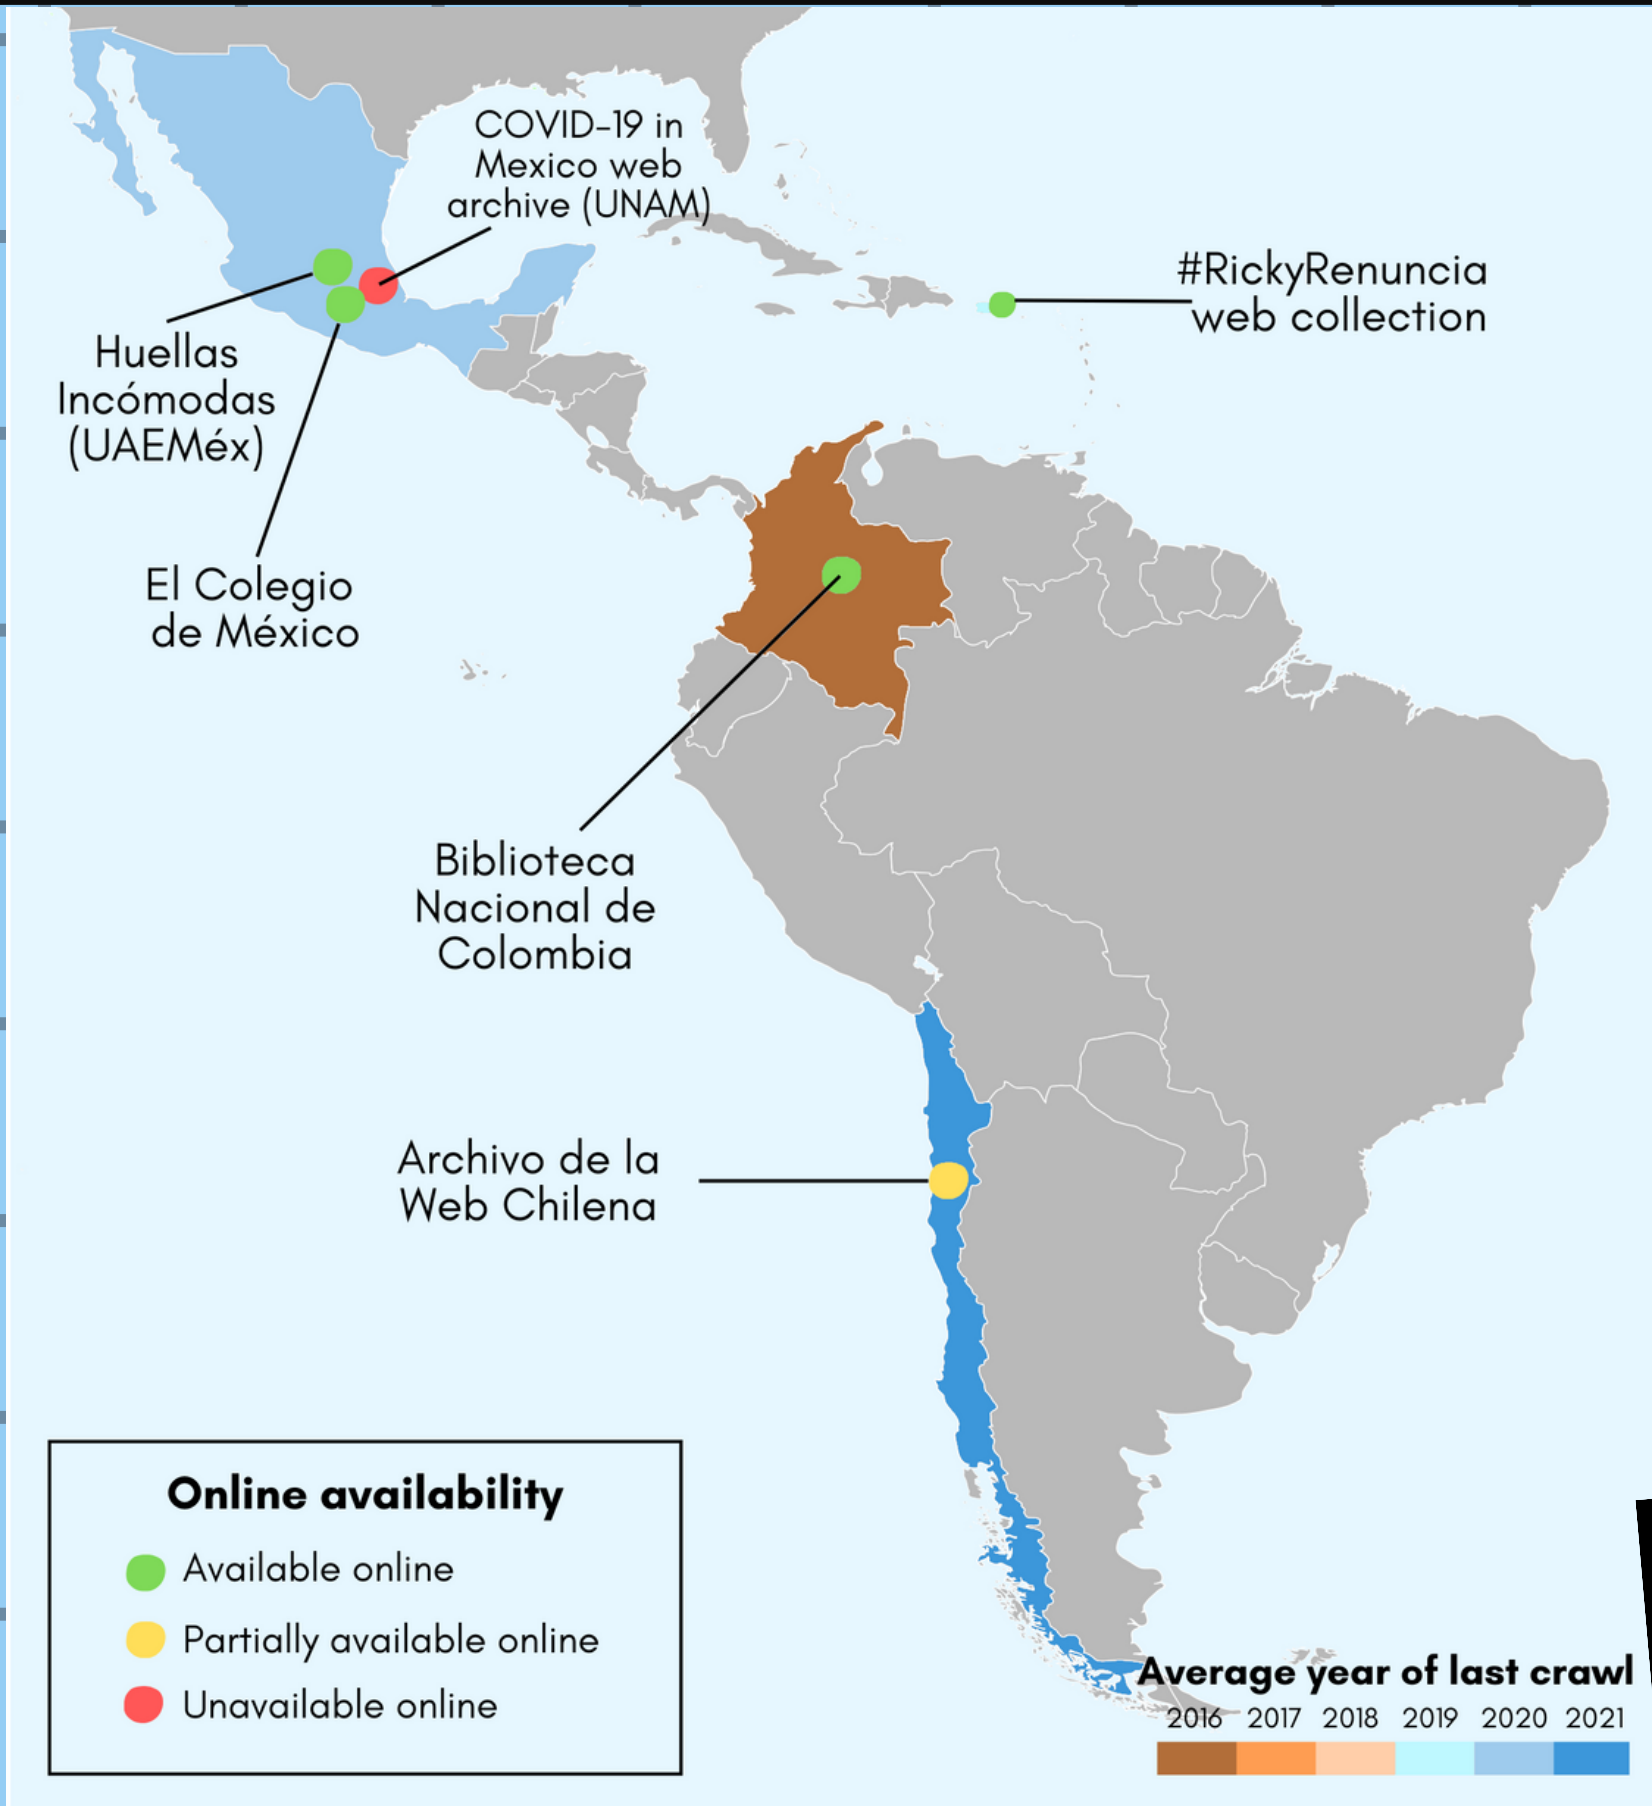 COVID-19 in
Mexico web
archive (UNAM)
#RickyRenuncia
web collection
Huellas
Incómodas
(UAEMéx)
El Colegio
de México
Biblioteca
Nacional de
Colombia
Archivo de la
Web Chilena
Online availability
Available online
Partially available online
Unavailable online
Average year of last crawl
2016 2017 2018 2019 2020 2021